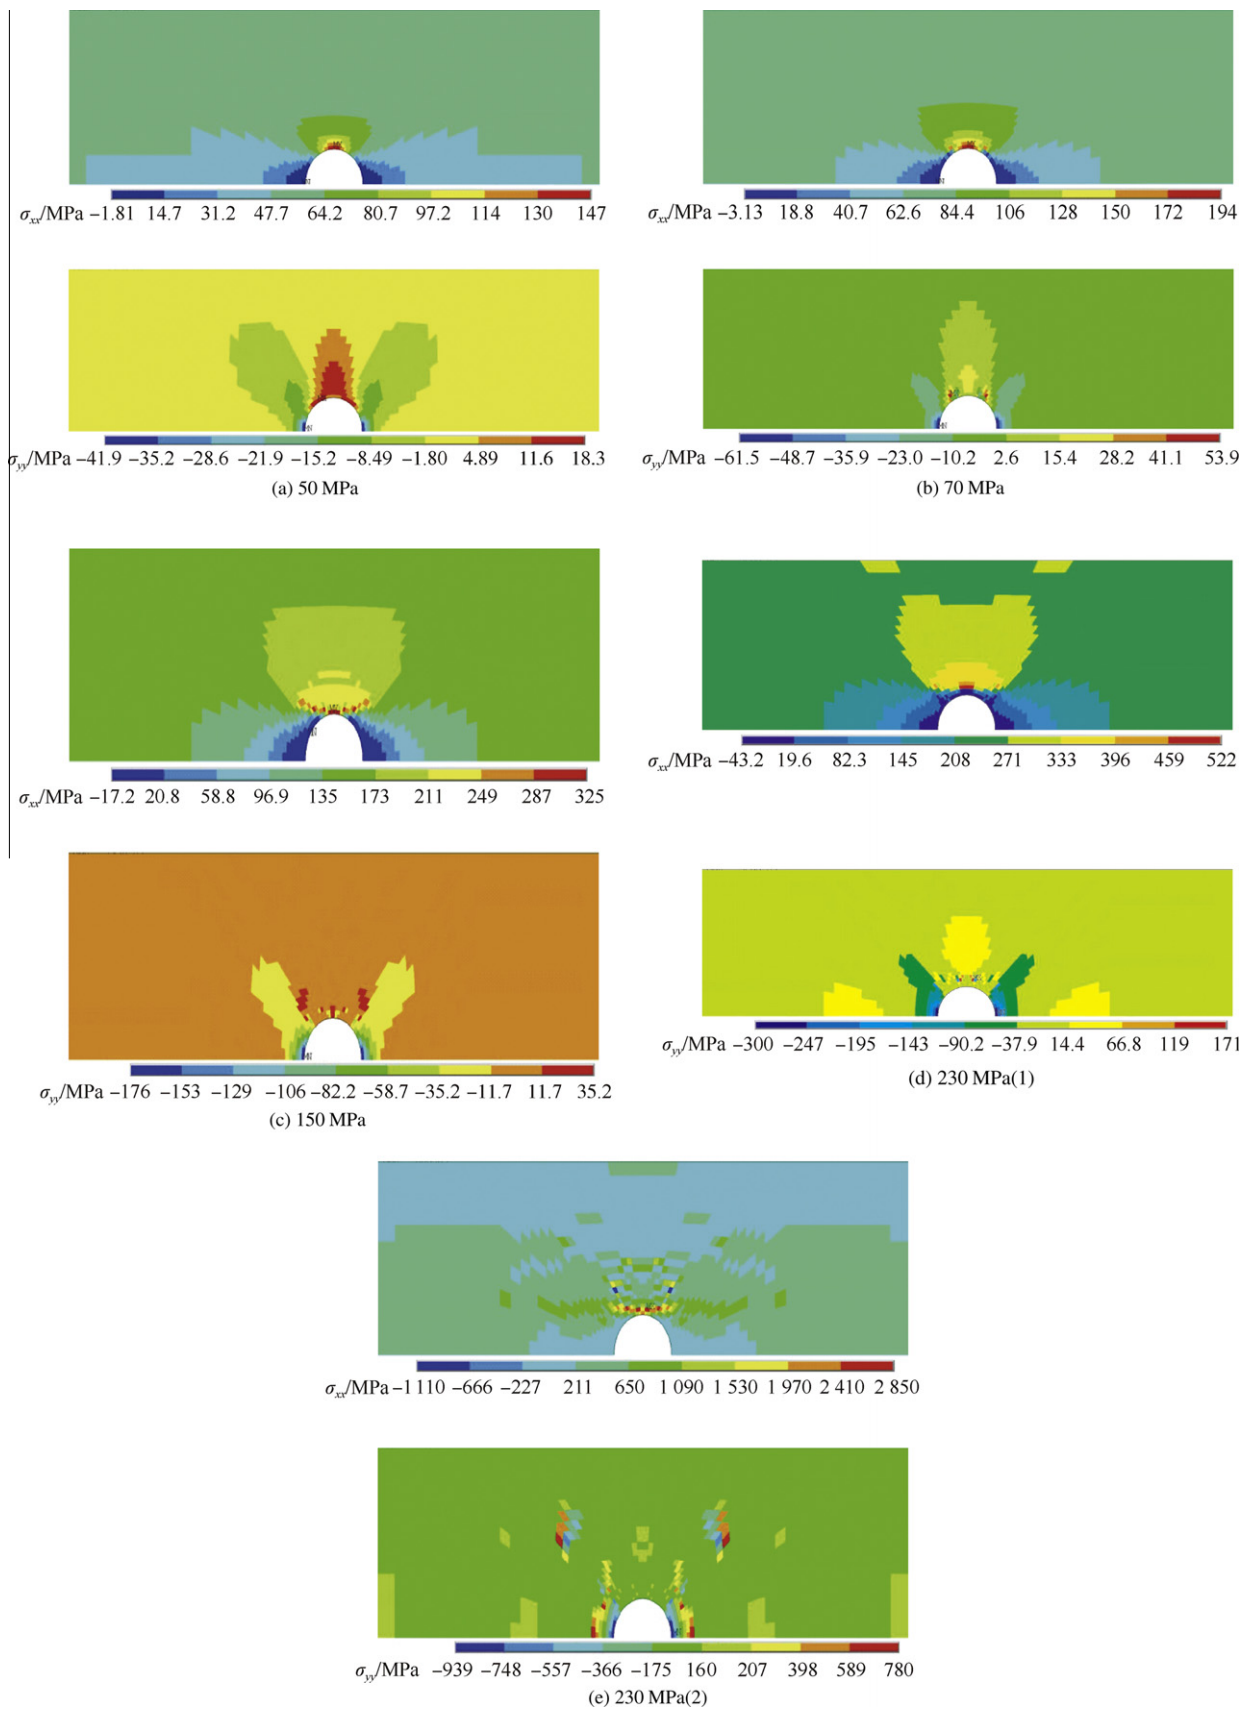 σxx/MPa −1.81 14.7 31.2 47.7 64.2 80.7 97.2 114 130 147
σxx/MPa −3.13 18.8 40.7 62.6 84.4 106 128 150 172 194
σyy/MPa −41.9 −35.2 −28.6 −21.9 −15.2 −8.49 −1.80 4.89 11.6 18.3
(a) 50 MPa
σyy/MPa −61.5 −48.7 −35.9 −23.0 −10.2 2.6 15.4 28.2 41.1 53.9
(b) 70 MPa
σxx/MPa −17.2 20.8 58.8 96.9 135 173 211 249 287 325
σxx/MPa −43.2 19.6 82.3 145 208 271 333 396 459 522
σyy/MPa −176 −153 −129 −106 −82.2 −58.7 −35.2 −11.7 11.7 35.2
(c) 150 MPa
σyy/MPa −300 −247 −195 −143 −90.2 −37.9 14.4 66.8 119 171
(d) 230 MPa(1)
σxx/MPa −1 110 −666 −227 211 650 1 090 1 530 1 970 2 410 2 850
σyy/MPa −939 −748 −557 −366 −175 160 207 398 589 780
(e) 230 MPa(2)